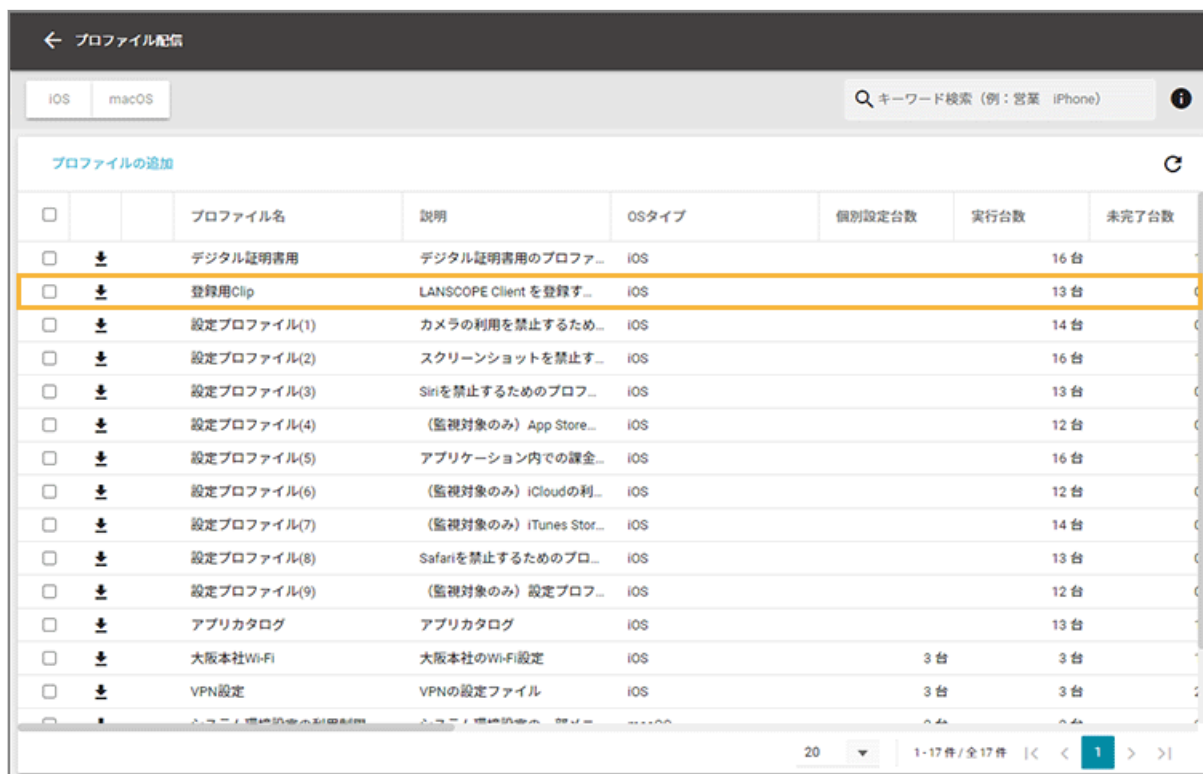 プロファイル配信
iOS macOS キーワード検索（例：営業 iPhone）
プロファイルの追加
プロファイル名 説明 OSタイプ 個別設定台数 実行台数 未完了台数
デジタル証明書用 デジタル証明書用のプロファ... iOS 16 台
登録用Clip LANSCOPE Client を登録す... iOS 13 台
設定プロファイル(1) カメラの利用を禁止するため... iOS 14 台
設定プロファイル(2) スクリーンショットを禁止す... iOS 16 台
設定プロファイル(3) Siriを禁止するためのプロフ... iOS 13 台
設定プロファイル(4) （監視対象のみ）App Store... iOS 12 台
設定プロファイル(5) アプリケーション内での課金... iOS 16 台
設定プロファイル(6) （監視対象のみ）iCloudの利... iOS 12 台
設定プロファイル(7) （監視対象のみ）iTunes Stor... iOS 14 台
設定プロファイル(8) Safariを禁止するためのプロ... iOS 13 台
設定プロファイル(9) （監視対象のみ）設定プロフ... iOS 12 台
アプリカタログ アプリカタログ iOS 13 台
大阪本社Wi-Fi 大阪本社のWi-Fi設定 iOS 3 台 3 台
VPN設定 VPNの設定ファイル iOS 3 台 3 台
20 1 - 17 件 / 全 17 件 1